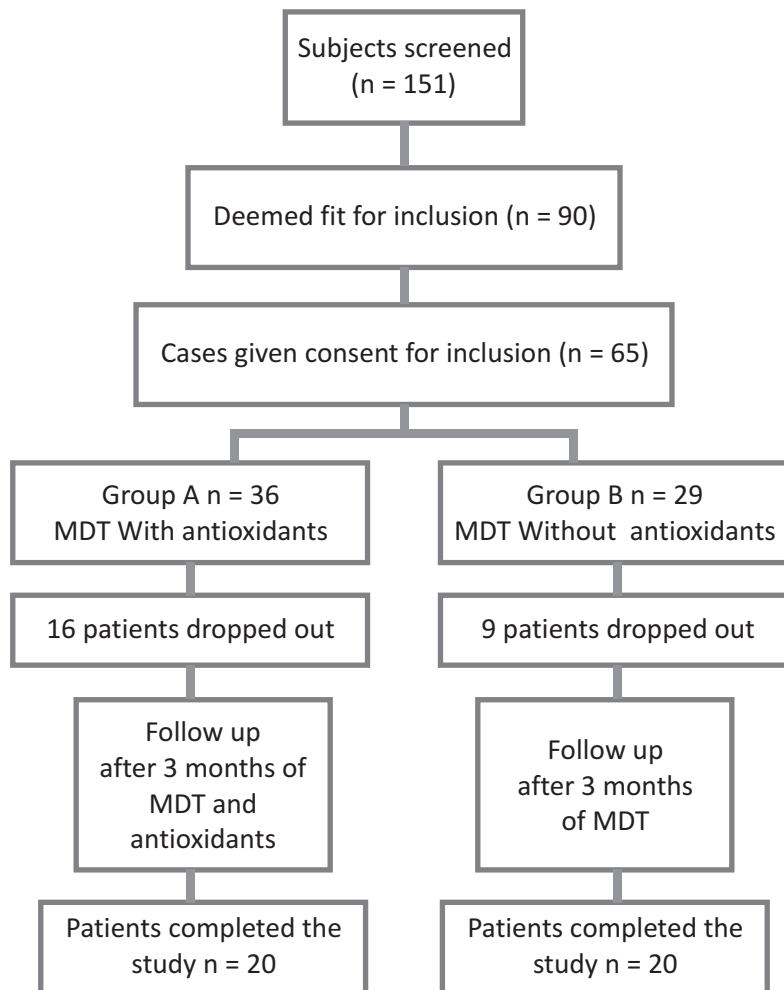 Subjects screened
(n = 151)
Deemed fit for inclusion (n = 90)
Cases given consent for inclusion (n = 65)
Group A n = 36
MDT With antioxidants
Group B n = 29
MDT Without antioxidants
16 patients dropped out
9 patients dropped out
Follow up
after 3 months of
MDT and
antioxidants
Follow up
after 3 months
of MDT
Patients completed the
study n = 20
Patients completed the
study n = 20